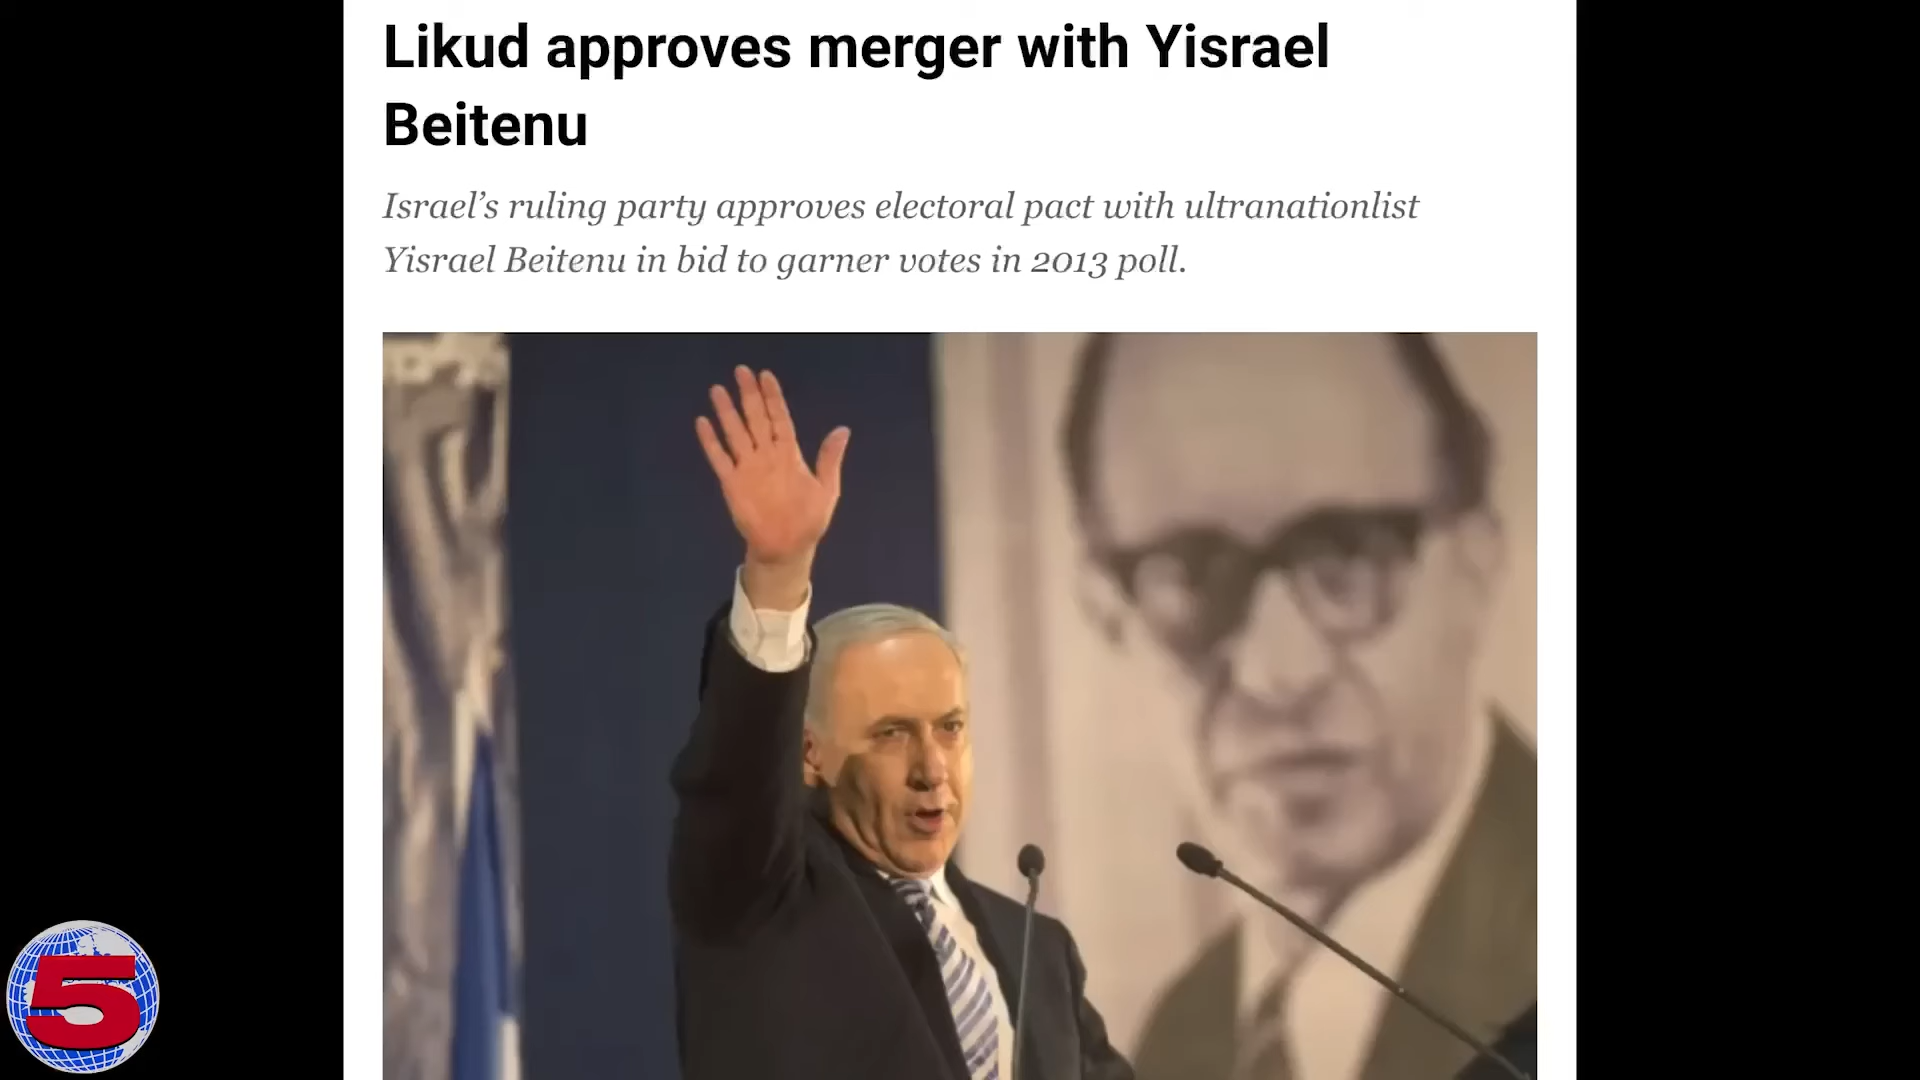 Likud approves merger with Yisrael
Beitenu
Israel’s ruling party approves electoral pact with ultranationlist
Yisrael Beitenu in bid to garner votes in 2013 poll.
5